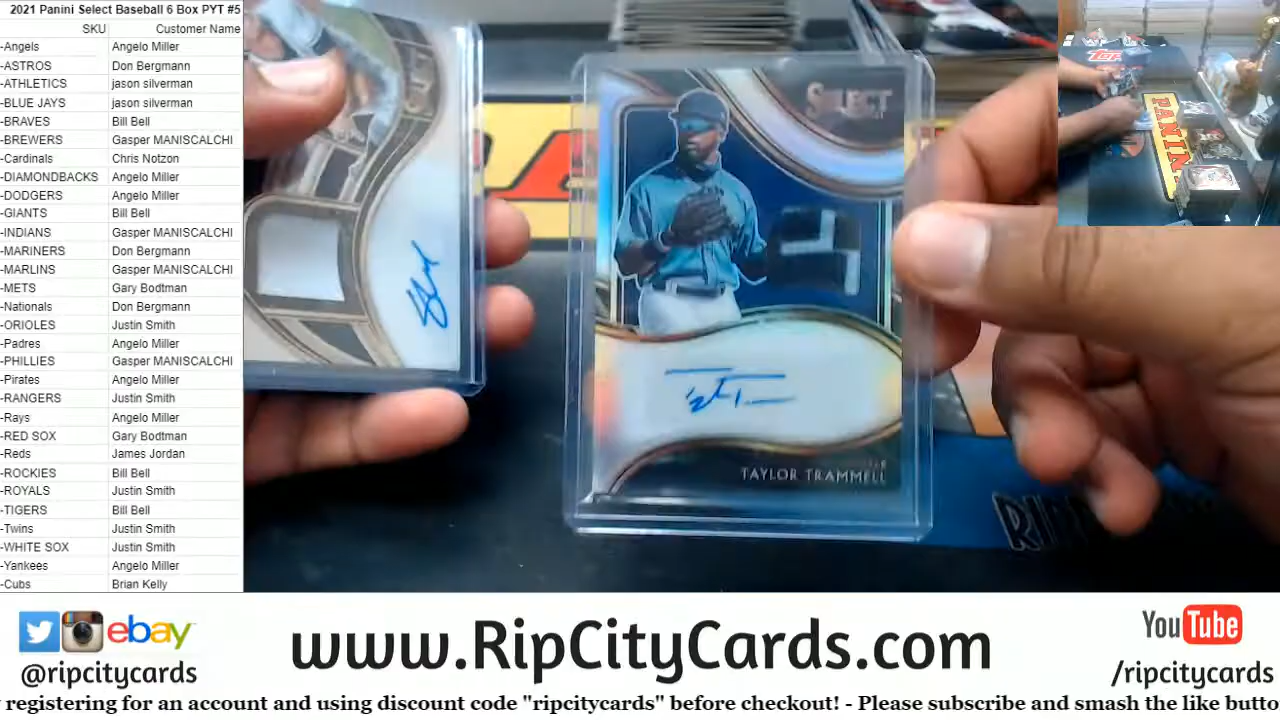 2021 Panini Select Baseball 6 Box PYT #5
SKU Customer Name
-Angels Angelo Miller
-ASTROS Don Bergmann
-ATHLETICS jason silverman
-BLUE JAYS jason silverman
-BRAVES Bill Bell
-BREWERS Gasper MANISCALCHI
-Cardinals Chris Notzon
-DIAMONDBACKS Angelo Miller
-DODGERS Angelo Miller
-GIANTS Bill Bell
-INDIANS Gasper MANISCALCHI
-MARINERS Don Bergmann
-MARLINS Gasper MANISCALCHI
-METS Gary Bodtman
-Nationals Don Bergmann
-ORIOLES Justin Smith
-Padres Angelo Miller
-PHILLIES Gasper MANISCALCHI
-Pirates Angelo Miller
-RANGERS Justin Smith
-Rays Angelo Miller
-RED SOX Gary Bodtman
-Reds James Jordan
-ROCKIES Bill Bell
-ROYALS Justin Smith
-TIGERS Bill Bell
-Twins Justin Smith
-WHITE SOX Justin Smith
-Yankees Angelo Miller
-Cubs Brian Kelly
SELECT
TAYLOR TRAMMELL
Topps
PANINI
ebay
@ripcitycards
www.RipCityCards.com
YouTube
/ripcitycards
registering for an account and using discount code "ripcitycards" before checkout! - Please subscribe and smash the like butto